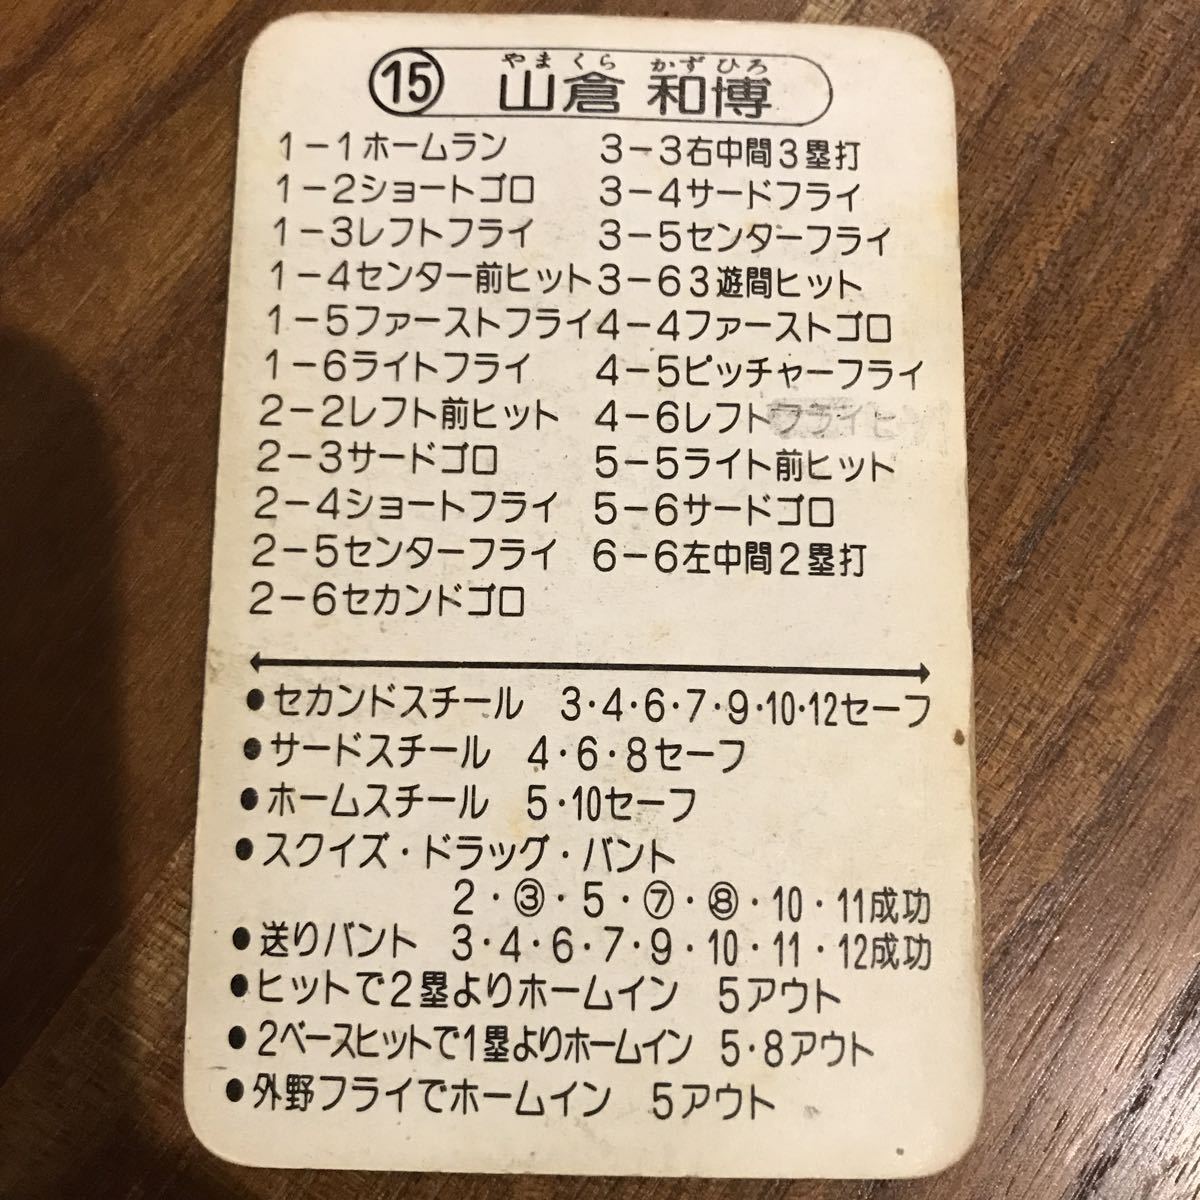 ⑮ 山倉 和博
やまくら かずひろ
1-1ホームラン
1-2ショートゴロ
1-3レフトフライ
1-4センター前ヒット
1-5ファーストフライ
1-6ライトフライ
2-2レフト前ヒット
2-3サードゴロ
2-4ショートフライ
2-5センターフライ
2-6セカンドゴロ
3-3右中間3塁打
3-4サードフライ
3-5センターフライ
3-63遊間ヒット
4-4ファーストゴロ
4-5ピッチャーフライ
4-6レフトフライ
5-5ライト前ヒット
5-6サードゴロ
6-6左中間2塁打
●セカンドスチール 3・4・6・7・9・10・12セーフ
●サードスチール 4・6・8セーフ
●ホームスチール 5・10セーフ
●スクイズ・ドラッグ・バント
2・③・5・⑦・⑧・10・11成功
●送りバント 3・4・6・7・9・10・11・12成功
●ヒットで2塁よりホームイン 5アウト
●2ベースヒットで1塁よりホームイン 5・8アウト
●外野フライでホームイン 5アウト